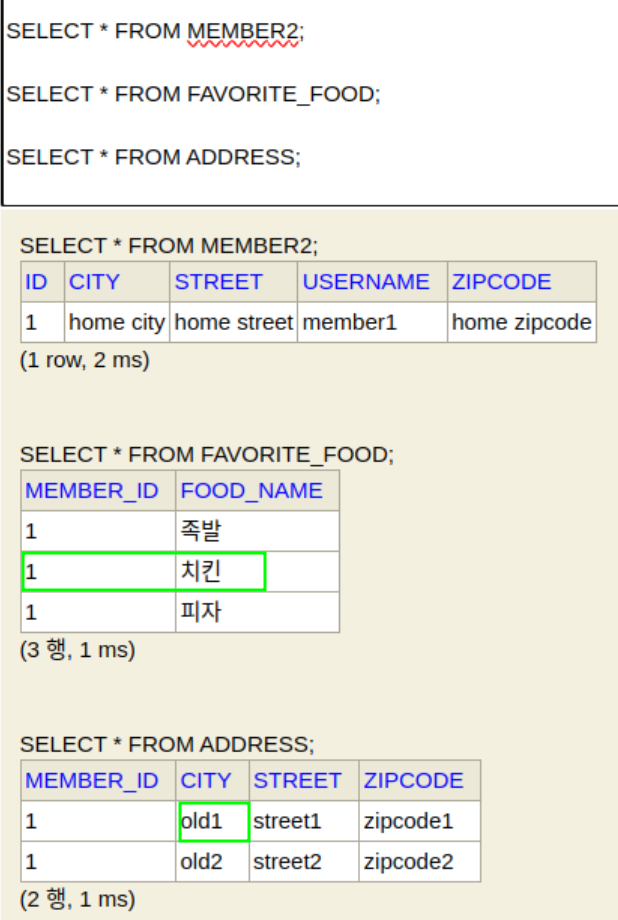 SELECT * FROM MEMBER2;
SELECT * FROM FAVORITE_FOOD;
SELECT * FROM ADDRESS;
SELECT * FROM MEMBER2;
ID CITY STREET USERNAME ZIPCODE
1 home city home street member1 home zipcode
(1 row, 2 ms)
SELECT * FROM FAVORITE_FOOD;
MEMBER_ID FOOD_NAME
1 족발
1 치킨
1 피자
(3 행, 1 ms)
SELECT * FROM ADDRESS;
MEMBER_ID CITY STREET ZIPCODE
1 old1 street1 zipcode1
1 old2 street2 zipcode2
(2 행, 1 ms)